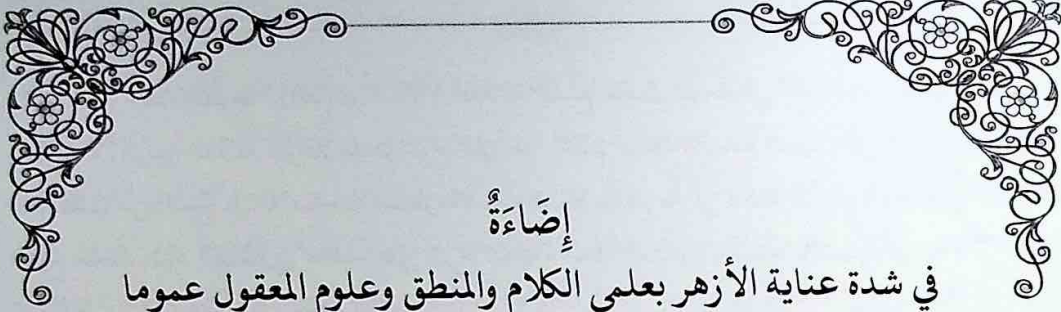 إِضَاءَةٌ
في شدة عناية الأزهر بعلمي الكلام والمنطق وعلوم المعقول عموما